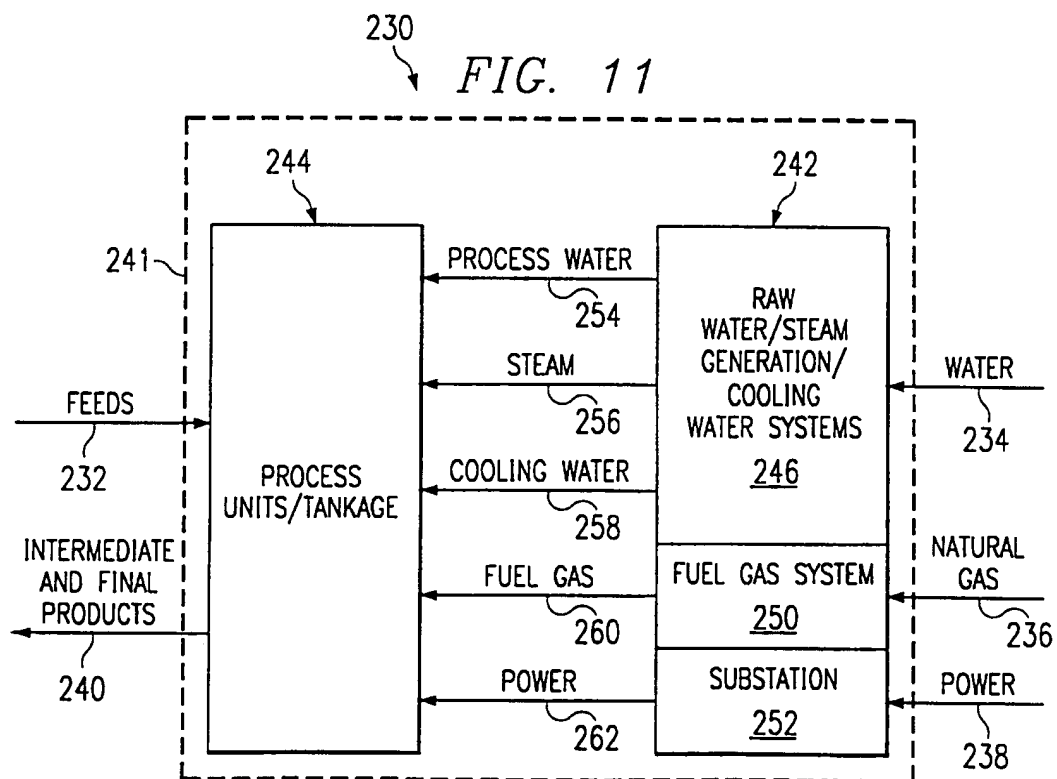 230
FIG. 11
244
242
241
PROCESS WATER
254
STEAM
256
COOLING WATER
258
FUEL GAS
260
POWER
262
FEEDS
232
INTERMEDIATE
AND FINAL
PRODUCTS
240
PROCESS
UNITS/TANKAGE
RAW
WATER/STEAM
GENERATION/
COOLING
WATER SYSTEMS
246
FUEL GAS SYSTEM
250
SUBSTATION
252
WATER
234
NATURAL
GAS
236
POWER
238